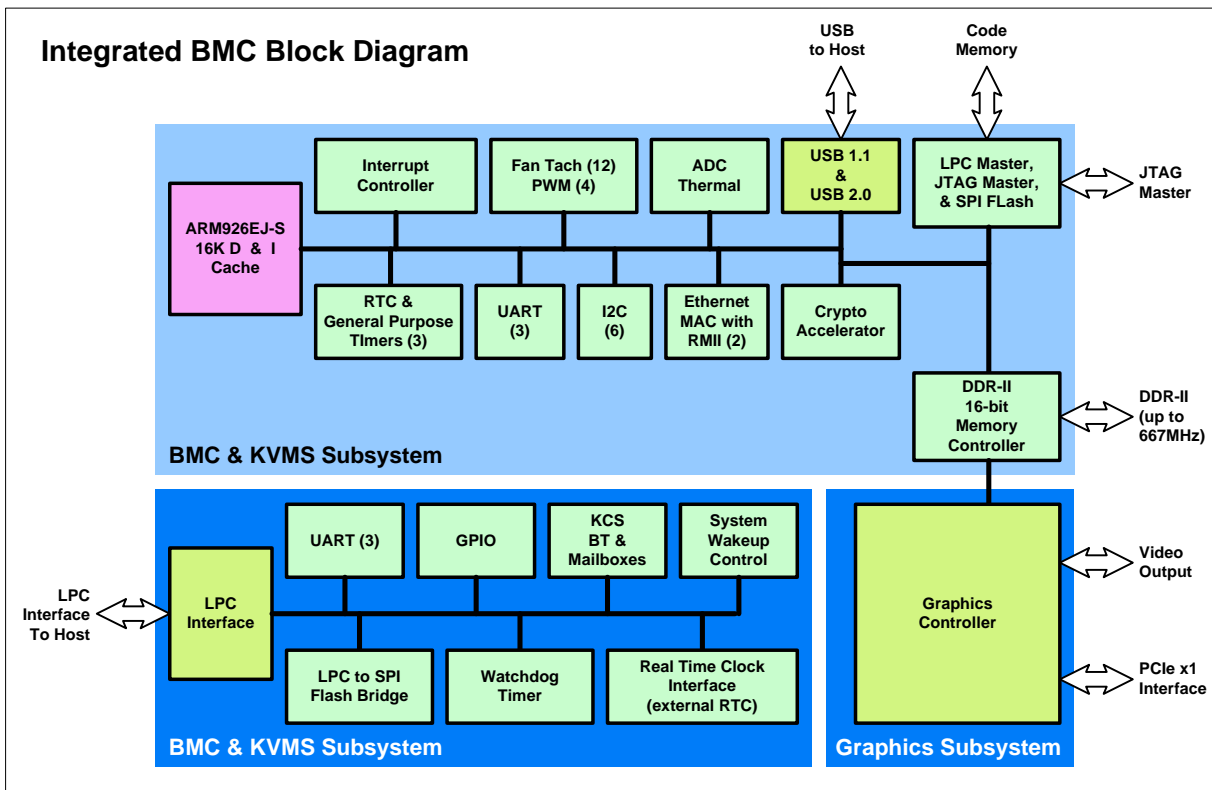 Integrated BMC Block Diagram
USB
to Host
Code
Memory
Interrupt
Controller
Fan Tach (12)
PWM (4)
ADC
Thermal
USB 1.1
&
USB 2.0
LPC Master,
JTAG Master,
& SPI FLash
JTAG
Master
ARM926EJ-S
16K D & I
Cache
RTC &
General Purpose
TImers (3)
UART
(3)
I2C
(6)
Ethernet
MAC with
RMII (2)
Crypto
Accelerator
DDR-II
16-bit
Memory
Controller
DDR-II
(up to
667MHz)
BMC & KVMS Subsystem
UART (3)
GPIO
KCS
BT &
Mailboxes
System
Wakeup
Control
LPC
Interface
To Host
LPC
Interface
LPC to SPI
Flash Bridge
Watchdog
Timer
Real Time Clock
Interface
(external RTC)
BMC & KVMS Subsystem
Graphics
Controller
Video
Output
PCIe x1
Interface
Graphics Subsystem